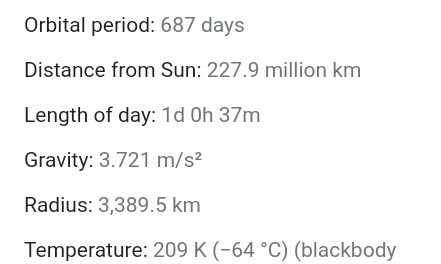 Orbital period: 687 days
Distance from Sun: 227.9 million km
Length of day: 1d 0h 37m
Gravity: 3.721 m/s²
Radius: 3,389.5 km
Temperature: 209 K (−64 °C) (blackbody